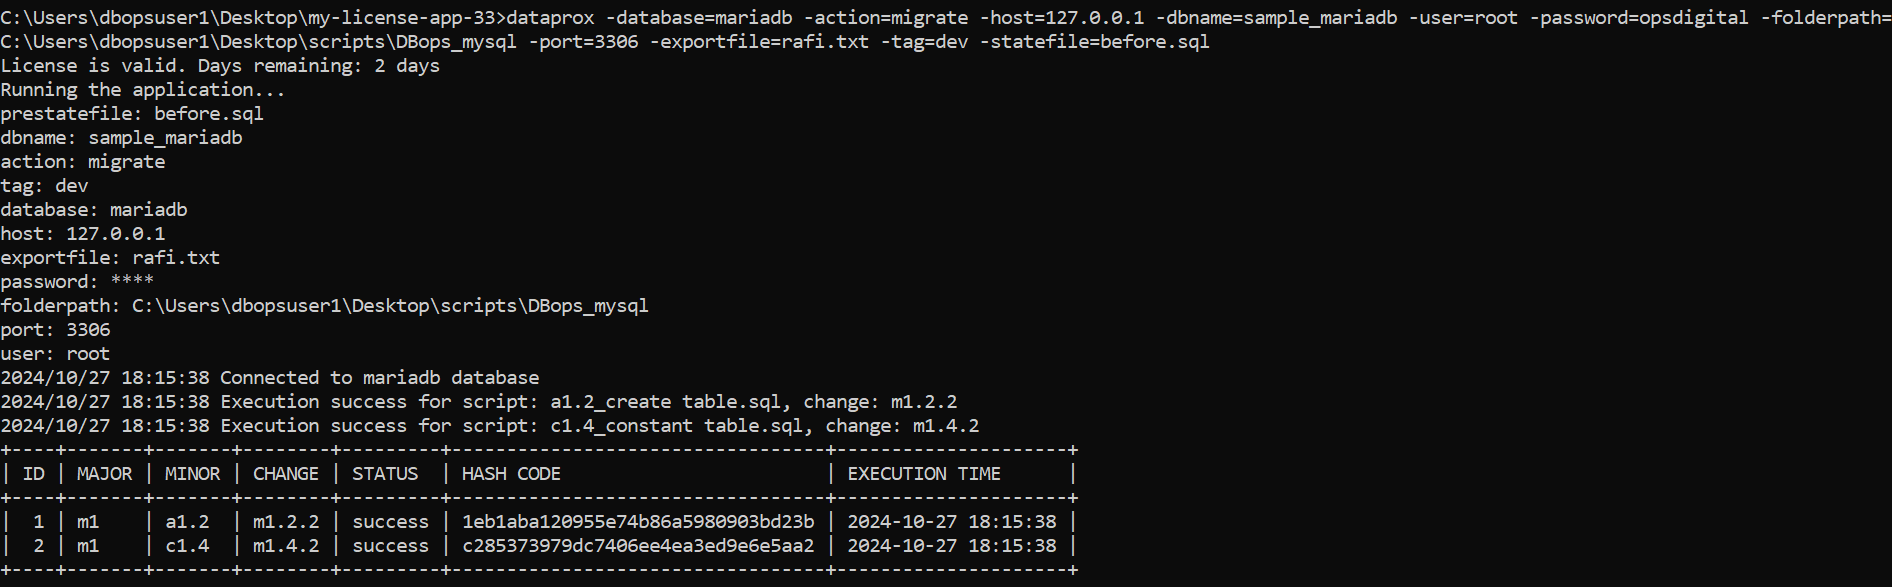 C:\Users\dbopsuser1\Desktop\my-license-app-33>dataprox -database=mariadb -action=migrate -host=127.0.0.1 -dbname=sample_mariadb -user=root -password=opsdigital -folderpath=
C:\Users\dbopsuser1\Desktop\scripts\DBops_mysql -port=3306 -exportfile=rafi.txt -tag=dev -statefile=before.sql
License is valid. Days remaining: 2 days
Running the application...
prestatefile: before.sql
dbname: sample_mariadb
action: migrate
tag: dev
database: mariadb
host: 127.0.0.1
exportfile: rafi.txt
password: ****
folderpath: C:\Users\dbopsuser1\Desktop\scripts\DBops_mysql
port: 3306
user: root
2024/10/27 18:15:38 Connected to mariadb database
2024/10/27 18:15:38 Execution success for script: a1.2_create table.sql, change: m1.2.2
2024/10/27 18:15:38 Execution success for script: c1.4_constant table.sql, change: m1.4.2
+----+-------+-------+--------+---------+----------------------------------+---------------------+
| ID | MAJOR | MINOR | CHANGE | STATUS  | HASH CODE                        | EXECUTION TIME      |
+----+-------+-------+--------+---------+----------------------------------+---------------------+
|  1 | m1    | a1.2  | m1.2.2 | success | 1eb1aba120955e74b86a5980903bd23b | 2024-10-27 18:15:38 |
|  2 | m1    | c1.4  | m1.4.2 | success | c285373979dc7406ee4ea3ed9e6e5aa2 | 2024-10-27 18:15:38 |
+----+-------+-------+--------+---------+----------------------------------+---------------------+